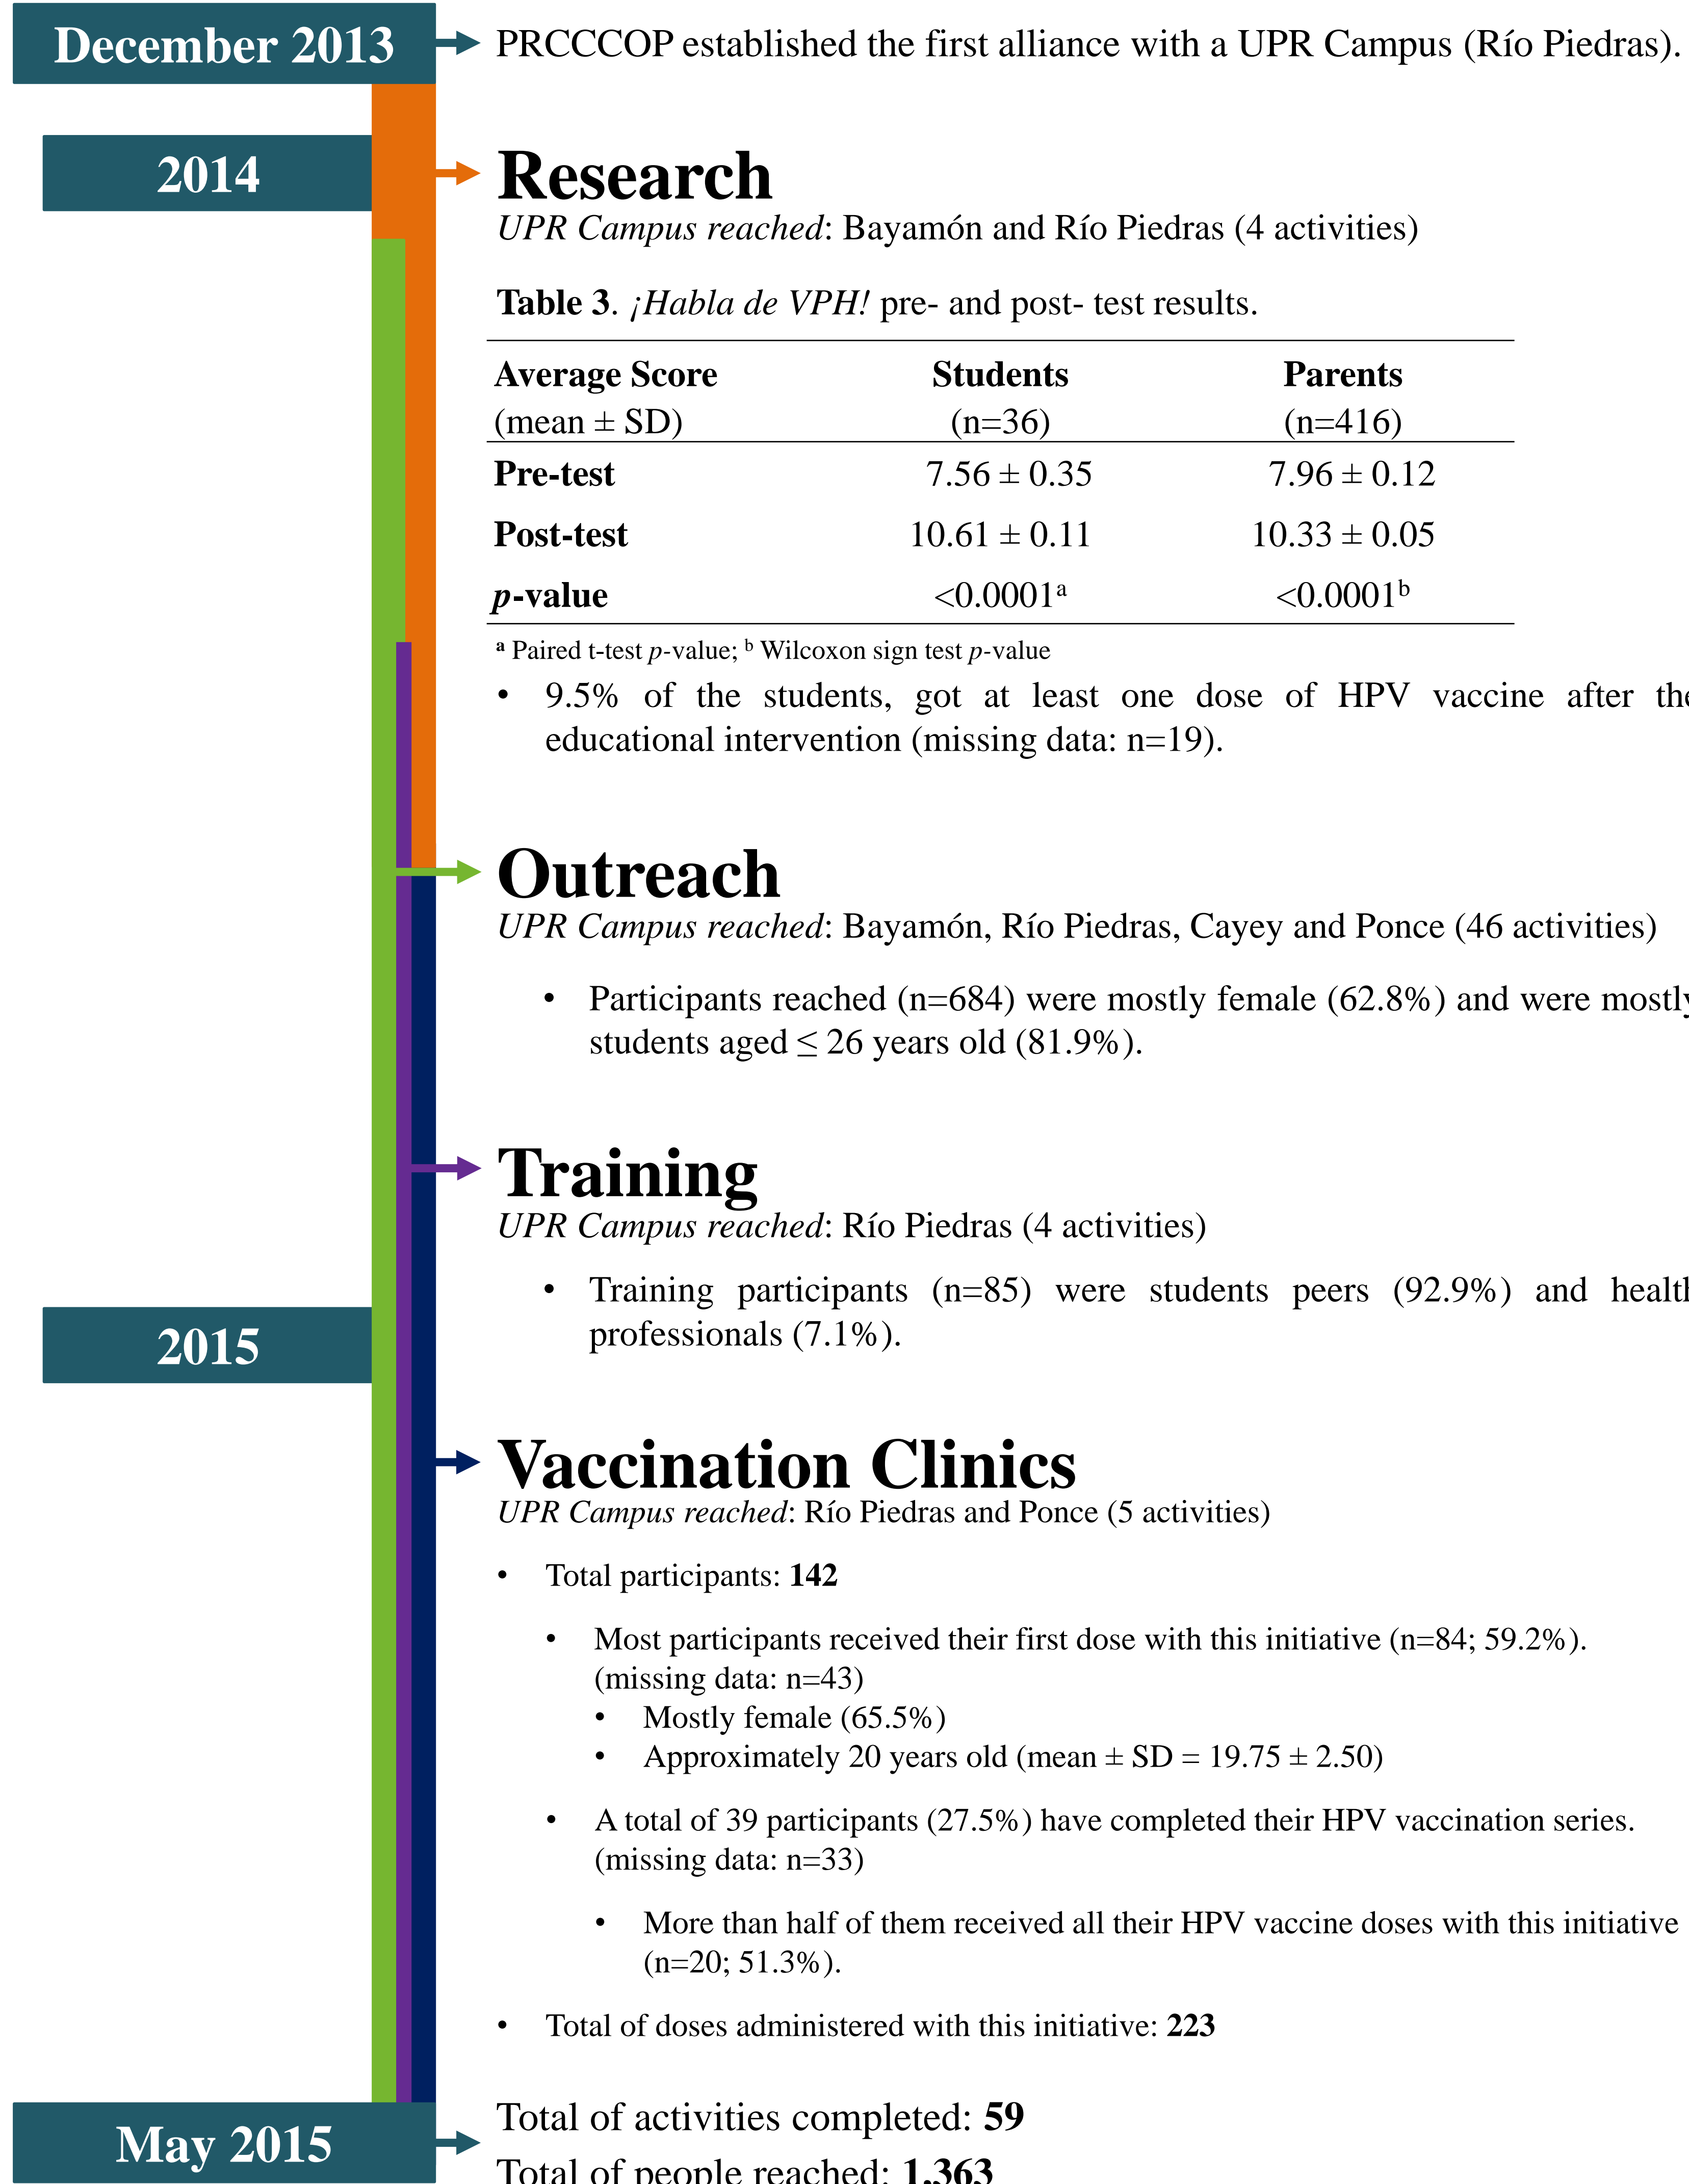 December 2013
PRCCCOP established the first alliance with a UPR Campus (Río Piedras).
2014
Research
UPR Campus reached: Bayamón and Río Piedras (4 activities)
Table 3. ¡Habla de VPH! pre- and post- test results.
Average Score Students Parents
(mean ± SD) (n=36) (n=416)
Pre-test 7.56 ± 0.35 7.96 ± 0.12
Post-test 10.61 ± 0.11 10.33 ± 0.05
p-value <0.0001ᵃ <0.0001ᵇ
ᵃ Paired t-test p-value; ᵇ Wilcoxon sign test p-value
• 9.5% of the students, got at least one dose of HPV vaccine after the
educational intervention (missing data: n=19).
Outreach
UPR Campus reached: Bayamón, Río Piedras, Cayey and Ponce (46 activities)
• Participants reached (n=684) were mostly female (62.8%) and were mostly
students aged ≤ 26 years old (81.9%).
Training
UPR Campus reached: Río Piedras (4 activities)
• Training participants (n=85) were students peers (92.9%) and health
professionals (7.1%).
2015
Vaccination Clinics
UPR Campus reached: Río Piedras and Ponce (5 activities)
• Total participants: 142
• Most participants received their first dose with this initiative (n=84; 59.2%).
(missing data: n=43)
• Mostly female (65.5%)
• Approximately 20 years old (mean ± SD = 19.75 ± 2.50)
• A total of 39 participants (27.5%) have completed their HPV vaccination series.
(missing data: n=33)
• More than half of them received all their HPV vaccine doses with this initiative
(n=20; 51.3%).
• Total of doses administered with this initiative: 223
May 2015
Total of activities completed: 59
Total of people reached: 1,363